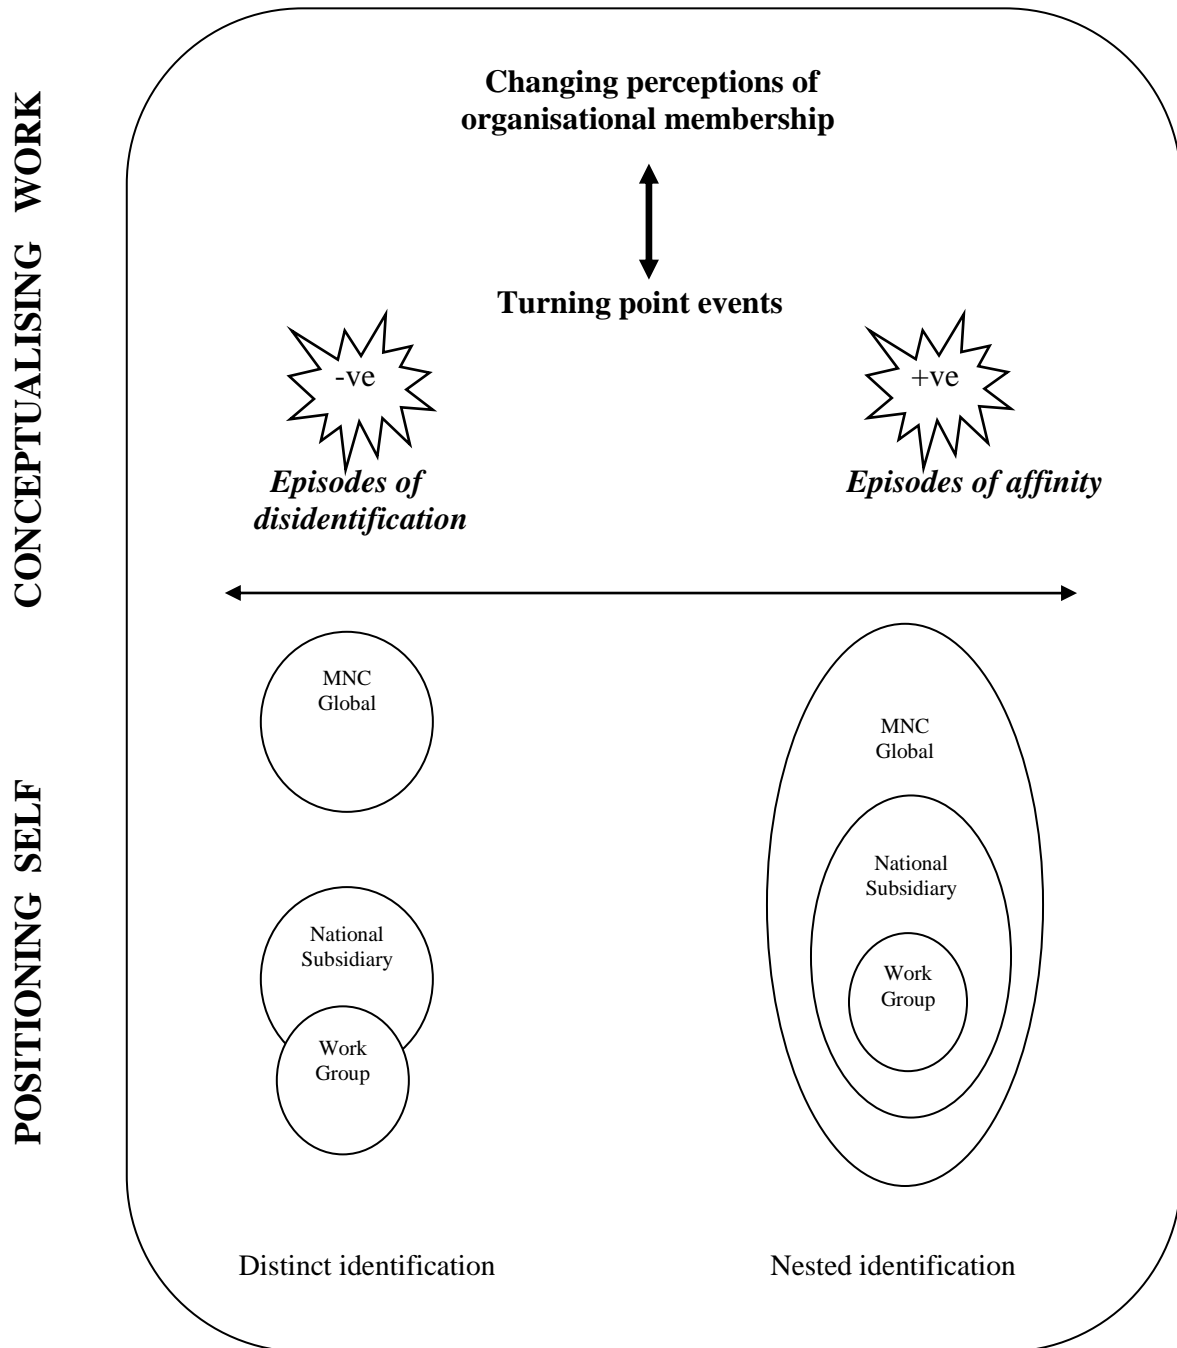 CONCEPTUALISING WORK
Changing perceptions of
organisational membership
Turning point events
-ve
+ve
Episodes of
disidentification
Episodes of affinity
POSITIONING SELF
MNC
Global
National
Subsidiary
Work
Group
MNC
Global
National
Subsidiary
Work
Group
Distinct identification
Nested identification